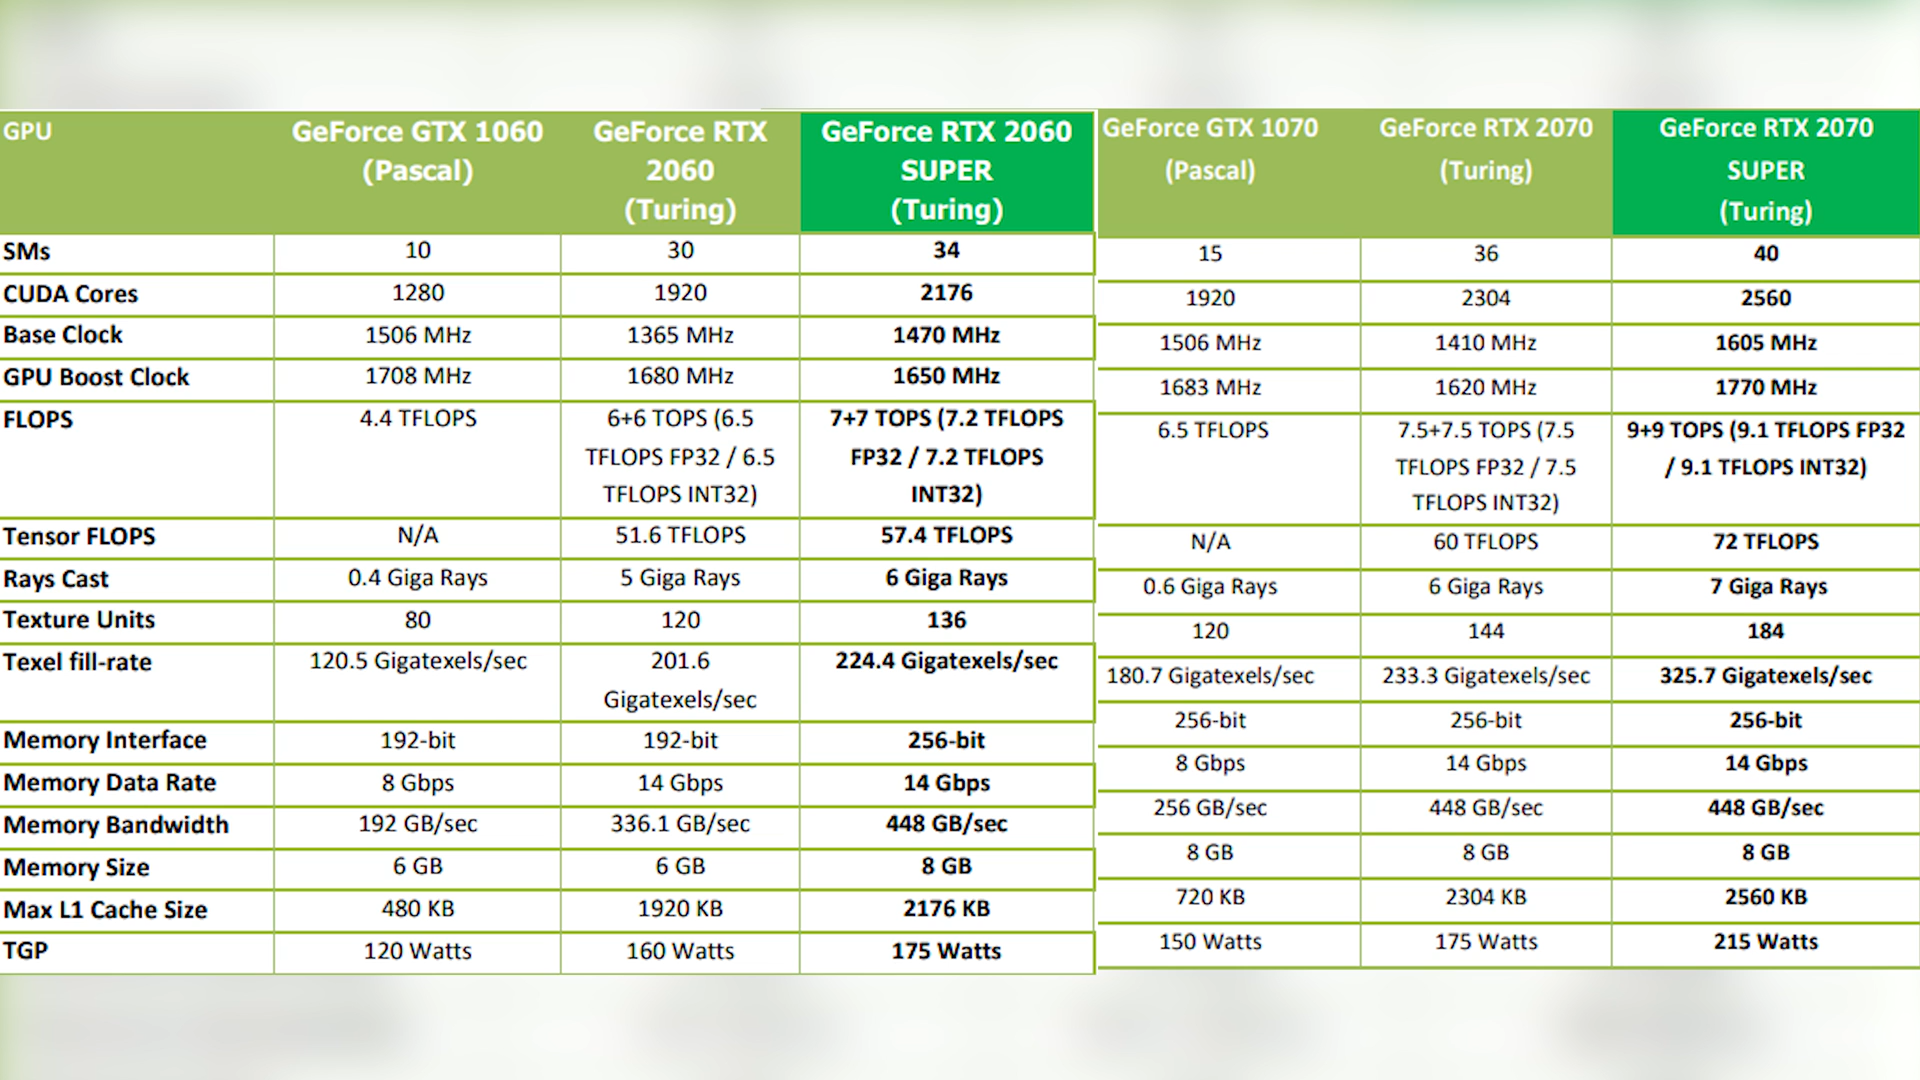 GPU GeForce GTX 1060 GeForce RTX GeForce RTX 2060 GeForce GTX 1070 GeForce RTX 2070 GeForce RTX 2070
(Pascal) 2060 SUPER (Pascal) (Turing) SUPER
(Turing) (Turing) (Turing)
SMs 10 30 34 15 36 40
CUDA Cores 1280 1920 2176 1920 2304 2560
Base Clock 1506 MHz 1365 MHz 1470 MHz 1506 MHz 1410 MHz 1605 MHz
GPU Boost Clock 1708 MHz 1680 MHz 1650 MHz 1683 MHz 1620 MHz 1770 MHz
FLOPS 4.4 TFLOPS 6+6 TOPS (6.5 7+7 TOPS (7.2 TFLOPS 6.5 TFLOPS 7.5+7.5 TOPS (7.5 9+9 TOPS (9.1 TFLOPS FP32
TFLOPS FP32 / 6.5 FP32 / 7.2 TFLOPS TFLOPS FP32 / 7.5 / 9.1 TFLOPS INT32)
TFLOPS INT32) INT32) TFLOPS INT32)
Tensor FLOPS N/A 51.6 TFLOPS 57.4 TFLOPS N/A 60 TFLOPS 72 TFLOPS
Rays Cast 0.4 Giga Rays 5 Giga Rays 6 Giga Rays 0.6 Giga Rays 6 Giga Rays 7 Giga Rays
Texture Units 80 120 136 120 144 184
Texel fill-rate 120.5 Gigatexels/sec 201.6 224.4 Gigatexels/sec 180.7 Gigatexels/sec 233.3 Gigatexels/sec 325.7 Gigatexels/sec
Gigatexels/sec
Memory Interface 192-bit 192-bit 256-bit 256-bit 256-bit 256-bit
Memory Data Rate 8 Gbps 14 Gbps 14 Gbps 8 Gbps 14 Gbps 14 Gbps
Memory Bandwidth 192 GB/sec 336.1 GB/sec 448 GB/sec 256 GB/sec 448 GB/sec 448 GB/sec
Memory Size 6 GB 6 GB 8 GB 8 GB 8 GB 8 GB
Max L1 Cache Size 480 KB 1920 KB 2176 KB 720 KB 2304 KB 2560 KB
TGP 120 Watts 160 Watts 175 Watts 150 Watts 175 Watts 215 Watts